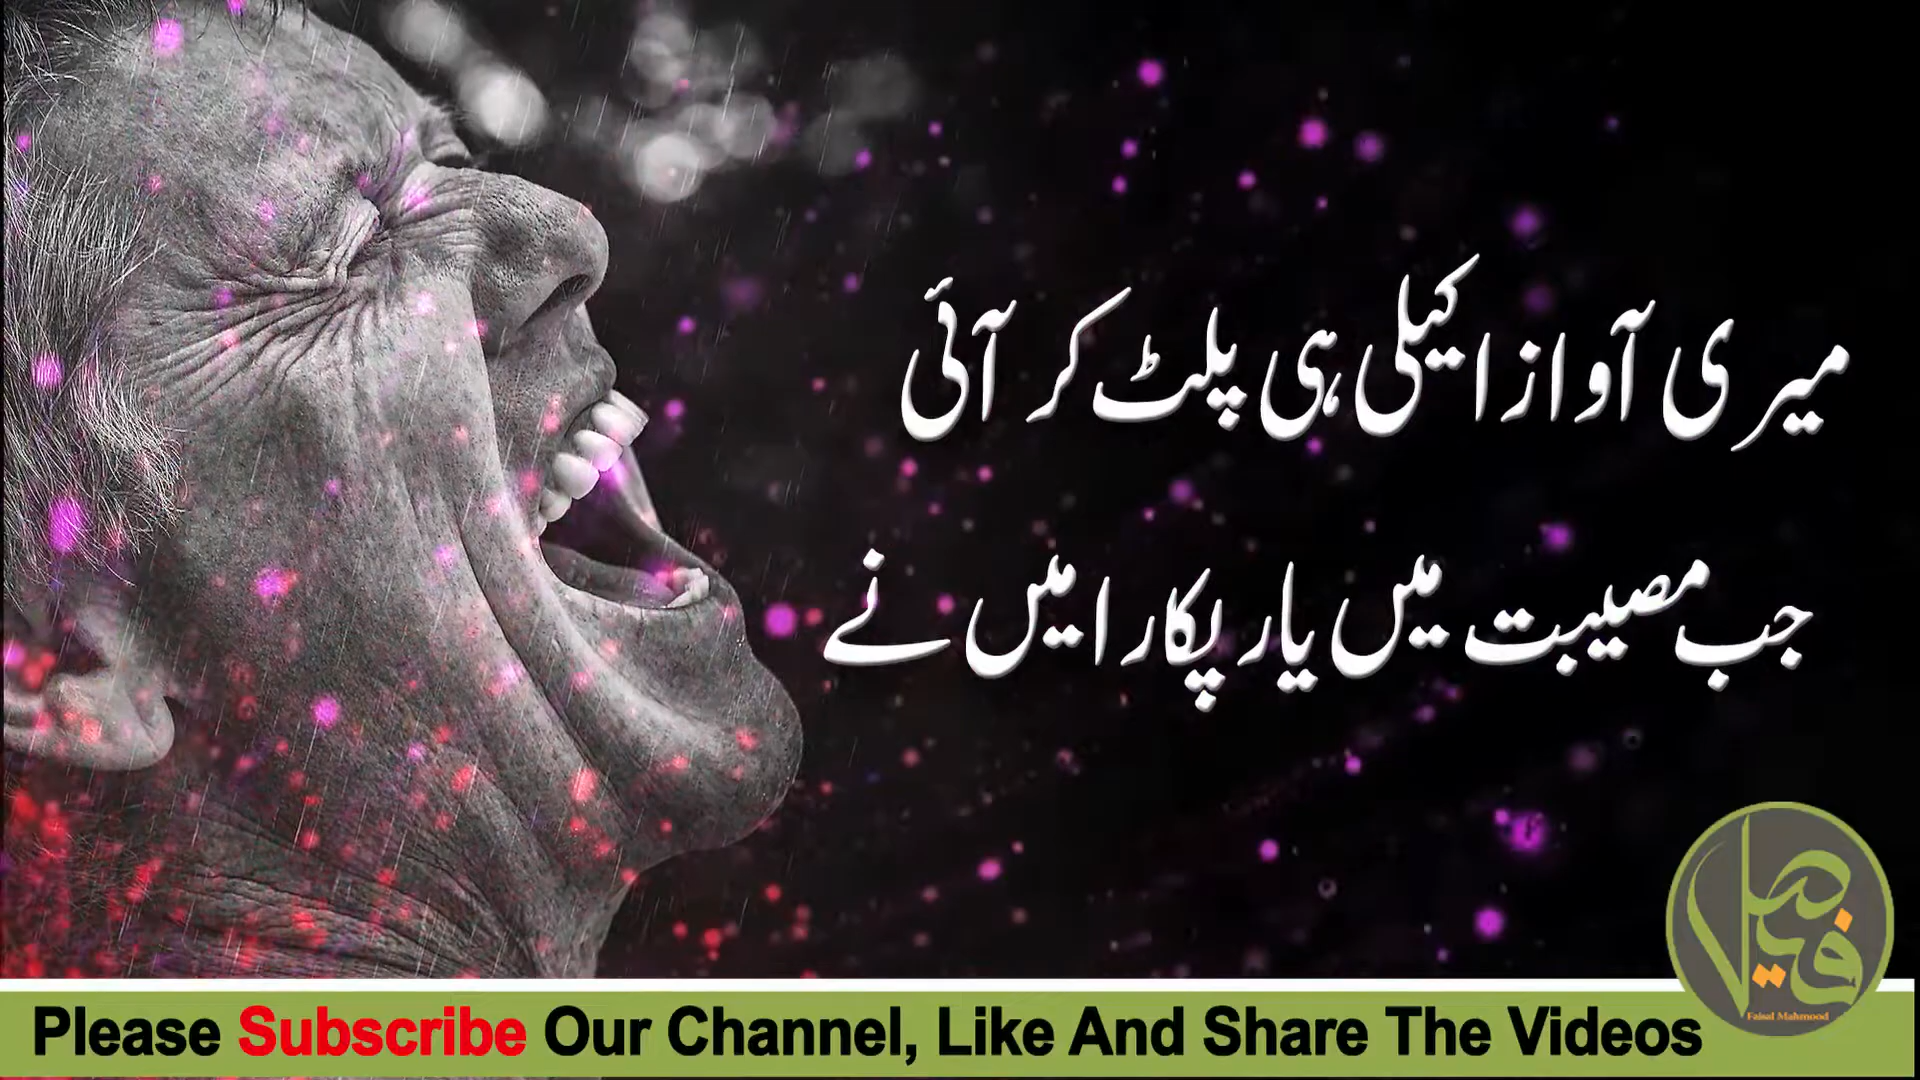 میری آواز اکیلی ہی پلٹ کر آئی
جب مصیبت میں یار پکارا میں نے
فیصل
Faisal Mahmood
Please Subscribe Our Channel, Like And Share The Videos